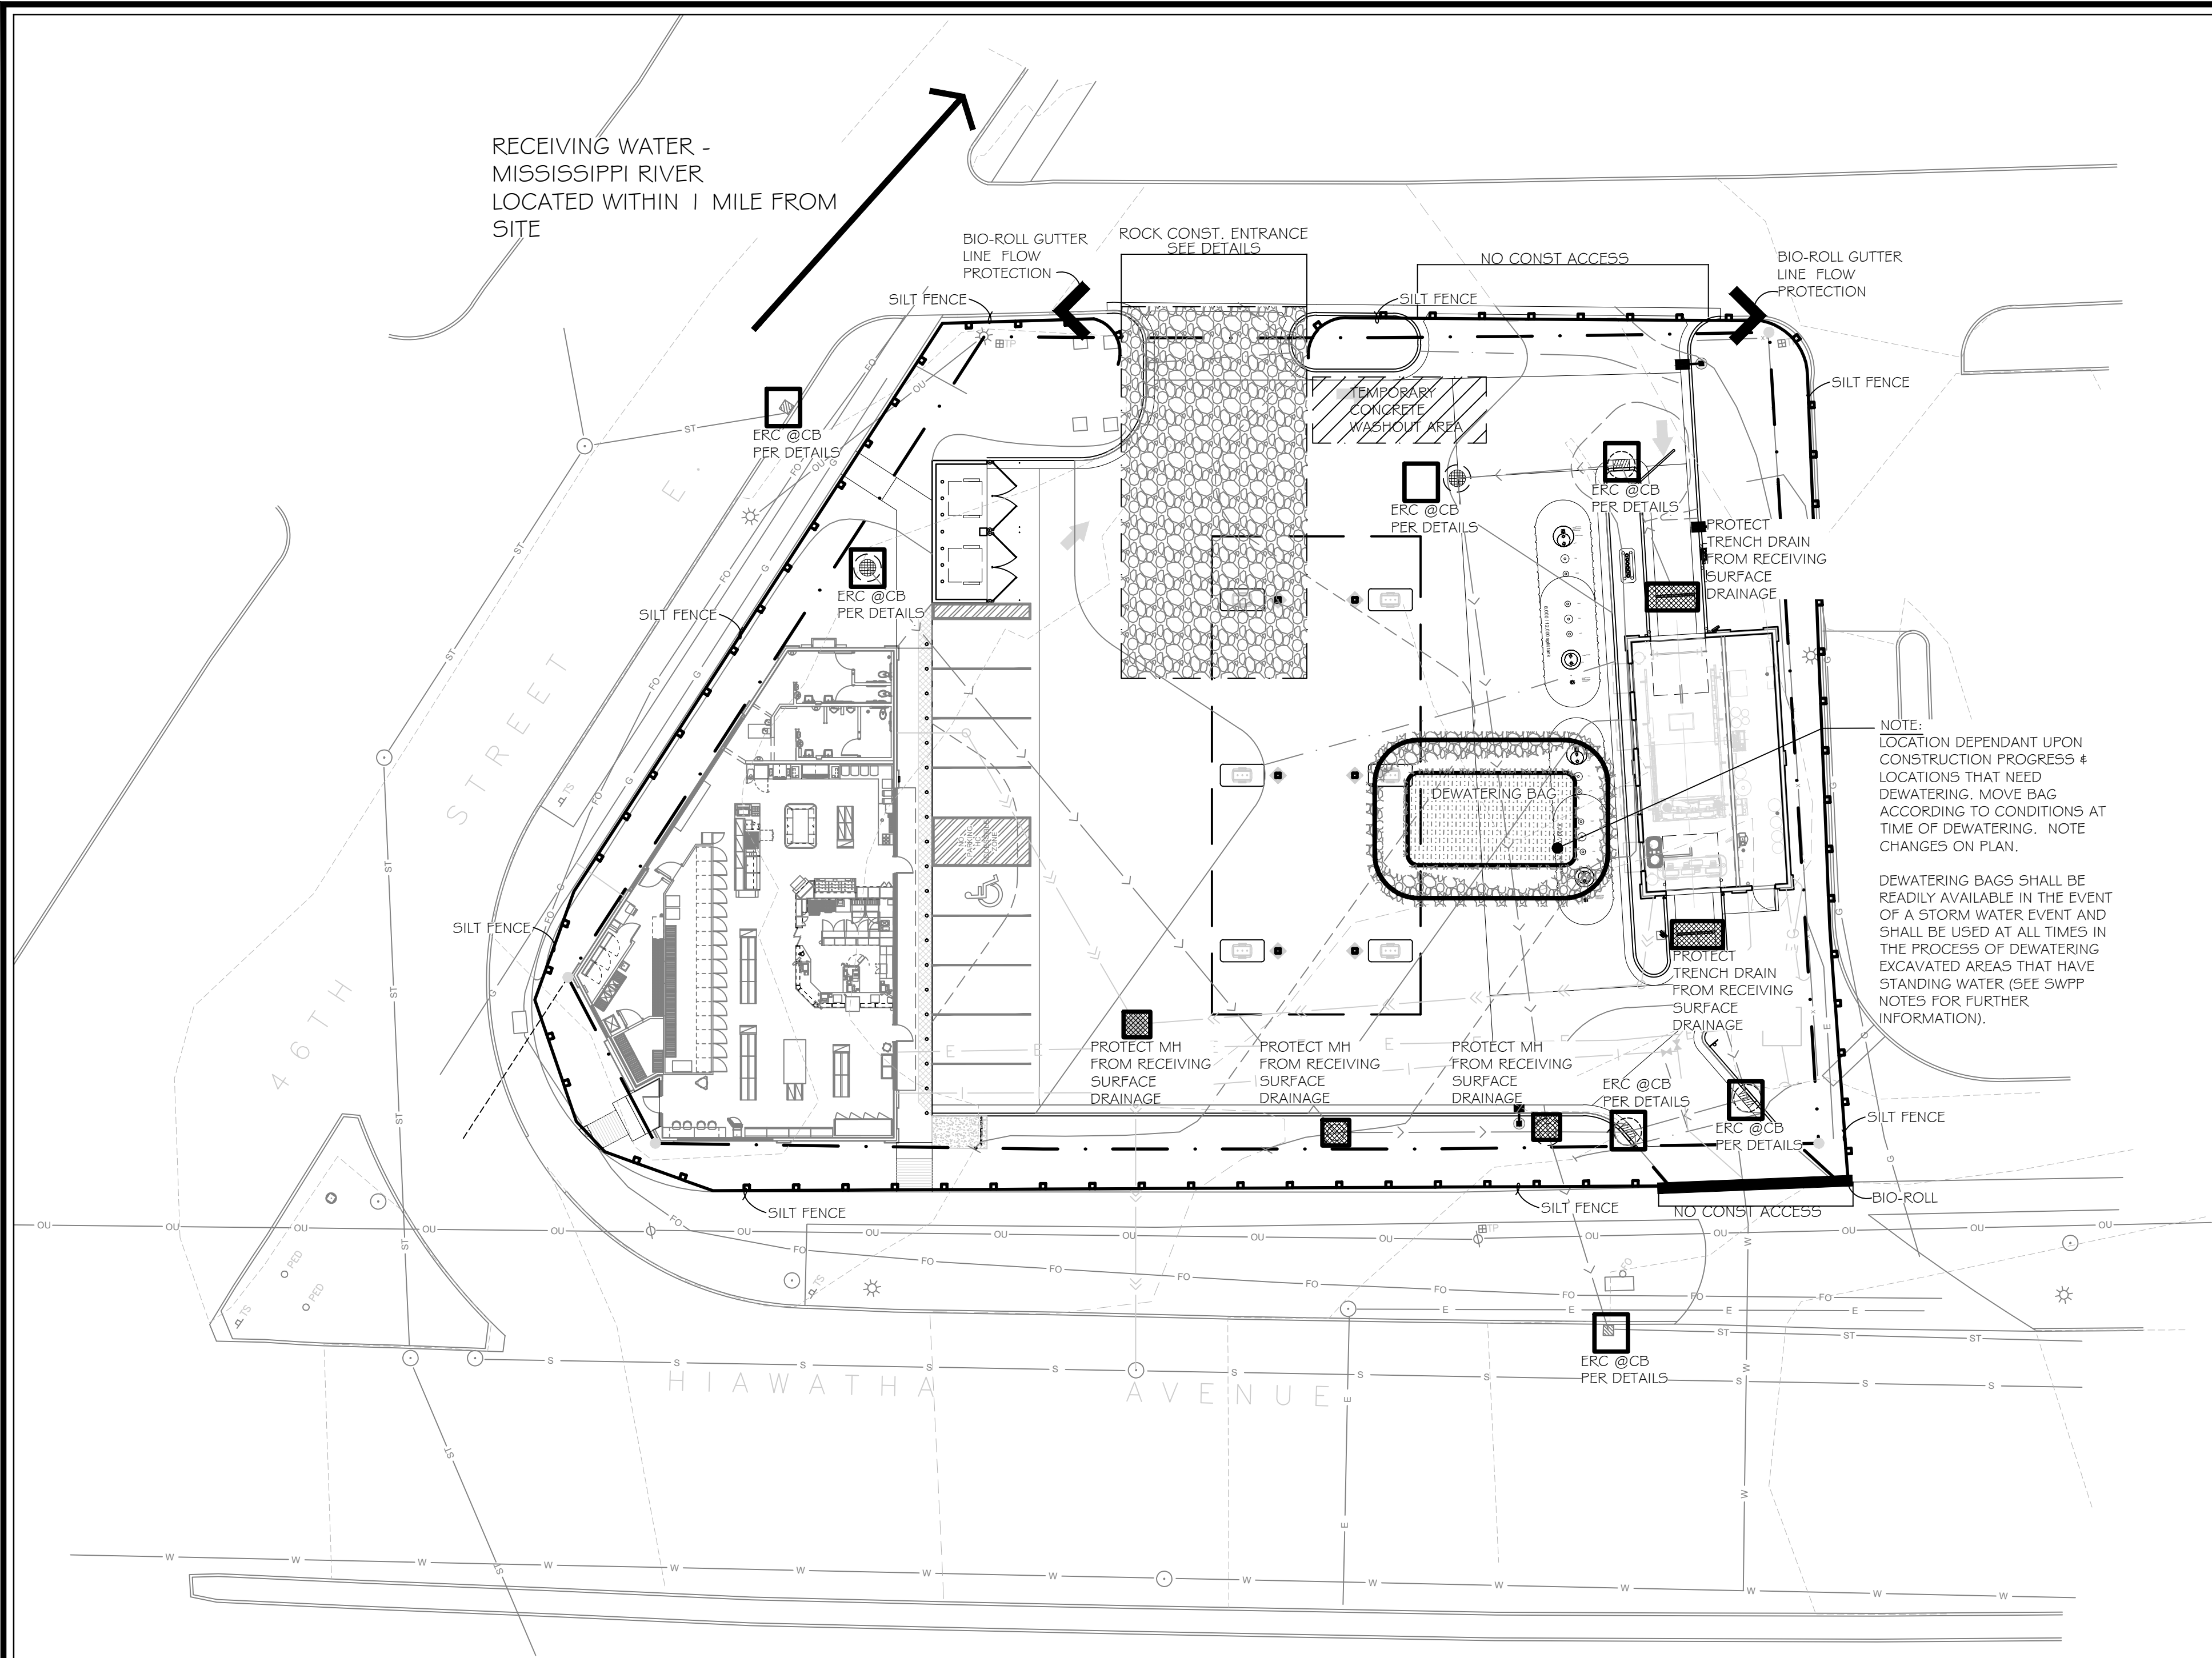 RECEIVING WATER -
MISSISSIPPI RIVER
LOCATED WITHIN 1 MILE FROM
SITE
BIO-ROLL GUTTER
LINE FLOW
PROTECTION
ROCK CONST. ENTRANCE
SEE DETAILS
NO CONST ACCESS
BIO-ROLL GUTTER
LINE FLOW
PROTECTION
SILT FENCE
SILT FENCE
SILT FENCE
TEMPORARY
CONCRETE
WASHOUT AREA
ERC @CB
PER DETAILS
ERC @CB
PER DETAILS
ERC @CB
PER DETAILS
PROTECT
TRENCH DRAIN
FROM RECEIVING
SURFACE
DRAINAGE
ERC @CB
PER DETAILS
SILT FENCE
46TH STREET E.
NOTE:
LOCATION DEPENDANT UPON
CONSTRUCTION PROGRESS &
LOCATIONS THAT NEED
DEWATERING. MOVE BAG
ACCORDING TO CONDITIONS AT
TIME OF DEWATERING. NOTE
CHANGES ON PLAN.
DEWATERING BAGS SHALL BE
READILY AVAILABLE IN THE EVENT
OF A STORM WATER EVENT AND
SHALL BE USED AT ALL TIMES IN
THE PROCESS OF DEWATERING
EXCAVATED AREAS THAT HAVE
STANDING WATER (SEE SWPP
NOTES FOR FURTHER
INFORMATION).
DEWATERING BAG
SILT FENCE
PROTECT
TRENCH DRAIN
FROM RECEIVING
SURFACE
DRAINAGE
PROTECT MH
FROM RECEIVING
SURFACE
DRAINAGE
PROTECT MH
FROM RECEIVING
SURFACE
DRAINAGE
PROTECT MH
FROM RECEIVING
SURFACE
DRAINAGE
ERC @CB
PER DETAILS
ERC @CB
PER DETAILS
SILT FENCE
BIO-ROLL
SILT FENCE
SILT FENCE
NO CONST ACCESS
TS
TP
PED
PED
TS
TS
TP
ERC @CB
PER DETAILS
HIAWATHA AVENUE